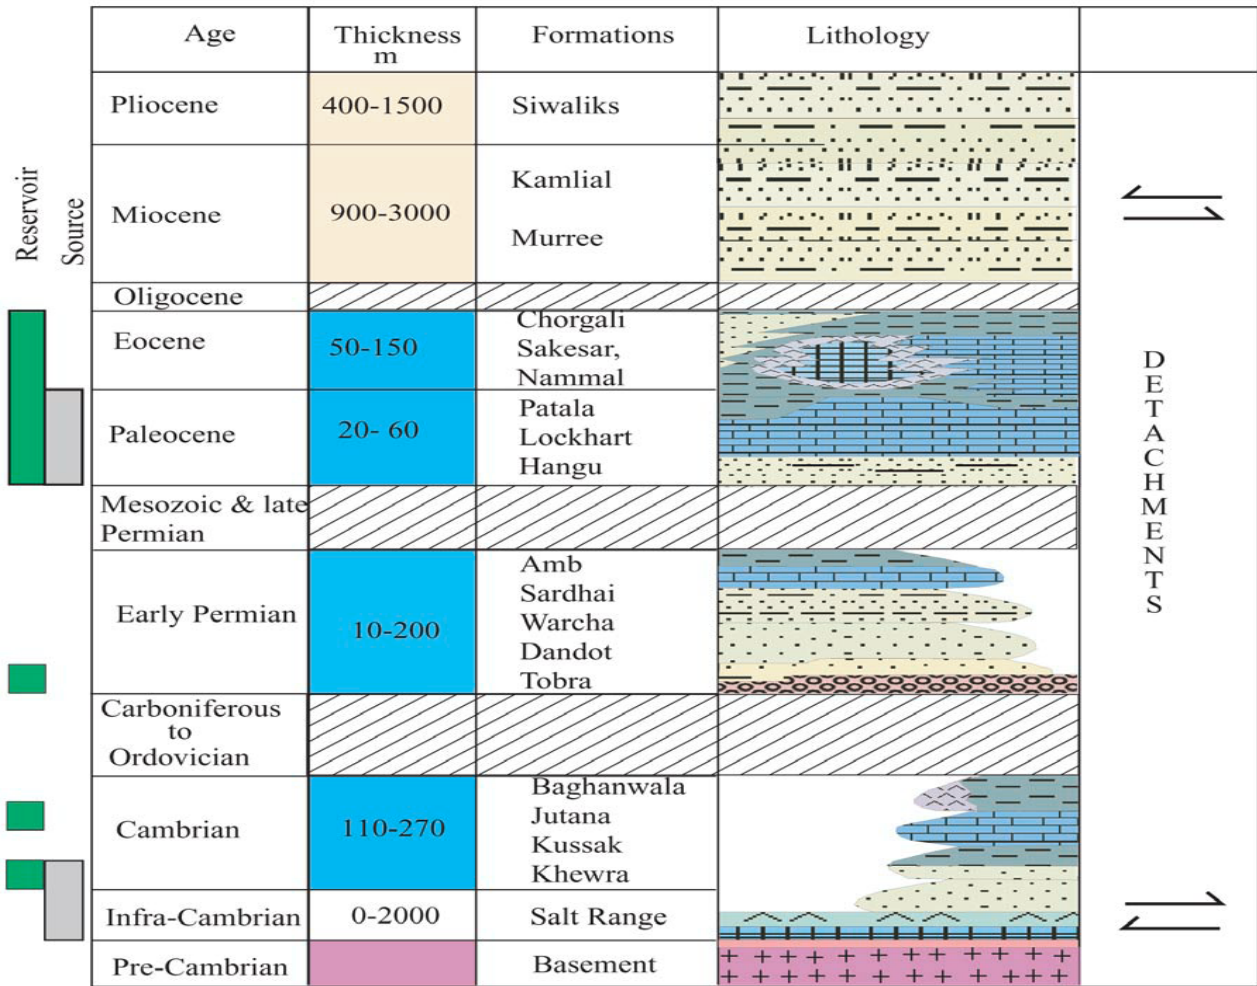 Age
Thickness
m
Formations
Lithology
Reservoir
Source
Pliocene
400-1500
Siwaliks
Miocene
900-3000
Kamlial
Murree
Oligocene
Eocene
50-150
Chorgali
Sakesar,
Nammal
Paleocene
20- 60
Patala
Lockhart
Hangu
Mesozoic & late
Permian
Early Permian
10-200
Amb
Sardhai
Warcha
Dandot
Tobra
Carboniferous
to
Ordovician
Cambrian
110-270
Baghanwala
Jutana
Kussak
Khewra
Infra-Cambrian
0-2000
Salt Range
Pre-Cambrian
Basement
DETACHMENTS